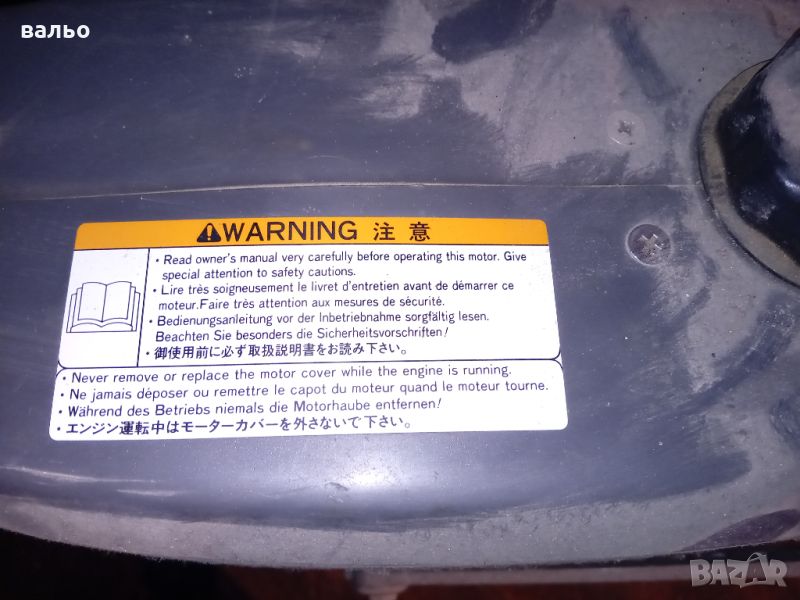 вальо
WARNING 注意
• Read owner's manual very carefully before operating this motor. Give
special attention to safety cautions.
• Lire très soigneusement le livret d'entretien avant de démarrer ce
moteur.Faire très attention aux mesures de sécurité.
• Bedienungsanleitung vor der Inbetriebnahme sorgfältig lesen.
Beachten Sie besonders die Sicherheitsvorschriften!
• 御使用前に必ず取扱説明書をお読み下さい。
• Never remove or replace the motor cover while the engine is running.
• Ne jamais déposer ou remettre le capot du moteur quand le moteur tourne.
• Während des Betriebs niemals die Motorhaube entfernen!
• エンジン運転中はモーターカバーを外さないで下さい。
BAZAR